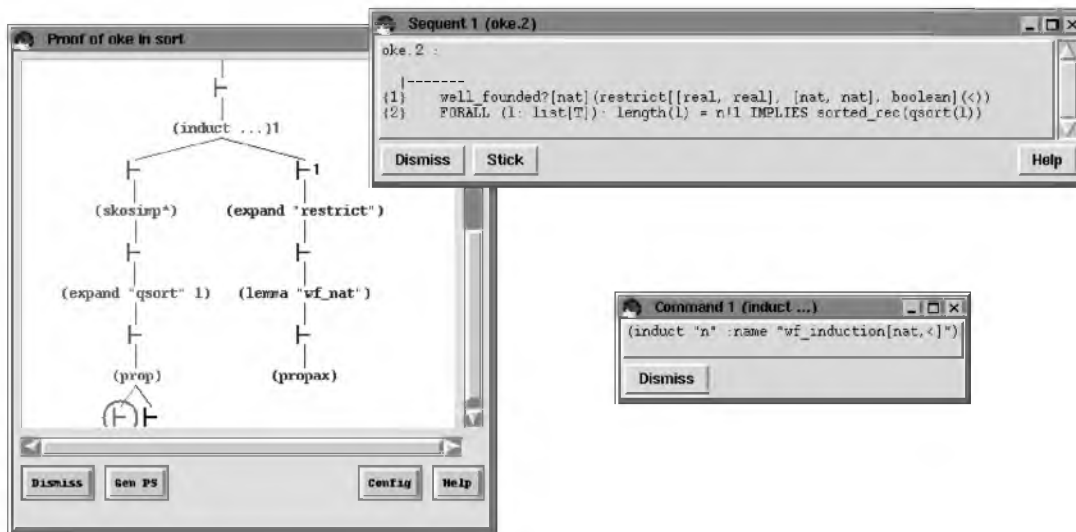 Proof of oke in sort
(induct ...)1
1
(skosimp*)
(expand "restrict")
(expand "qsort" 1)
(lemma "wf_nat")
(prop)
(propax)
Dismiss
Gen PS
Config
Help
Sequent 1 (oke.2)
oke.2 :
|-------
{1} well_founded?[nat](restrict[[real, real], [nat, nat], boolean](<))
{2} FORALL (l: list[T]): length(l) = n!1 IMPLIES sorted_rec(qsort(l))
Dismiss
Stick
Help
Command 1 (induct ...)
(induct "n" :name "wf_induction[nat,<]")
Dismiss